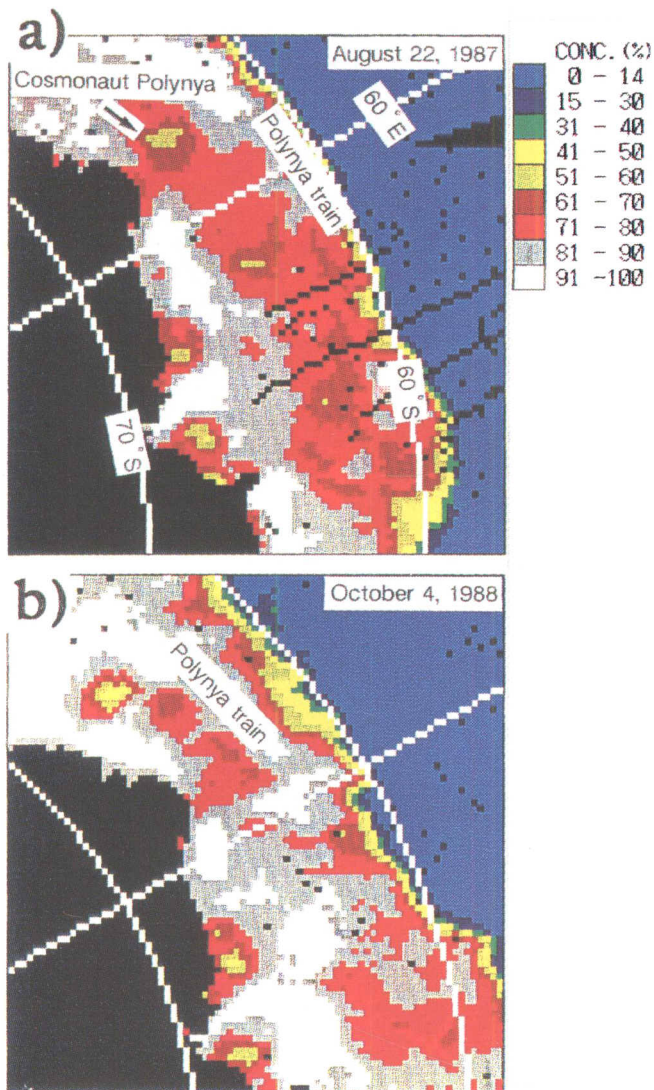 a)
August 22, 1987
Cosmonaut Polynya
60°E
Polynya train
60°S
70°S
CONC. (%)
0 - 14
15 - 30
31 - 40
41 - 50
51 - 60
61 - 70
71 - 80
81 - 90
91 -100
b)
October 4, 1988
Polynya train